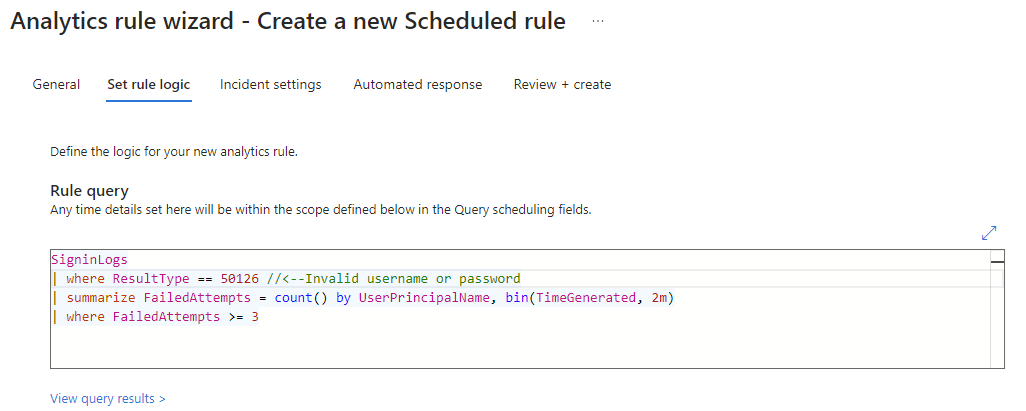 Analytics rule wizard - Create a new Scheduled rule ...
General Set rule logic Incident settings Automated response Review + create
Define the logic for your new analytics rule.
Rule query
Any time details set here will be within the scope defined below in the Query scheduling fields.
SigninLogs
| where ResultType == 50126 //<--Invalid username or password
| summarize FailedAttempts = count() by UserPrincipalName, bin(TimeGenerated, 2m)
| where FailedAttempts >= 3
View query results >